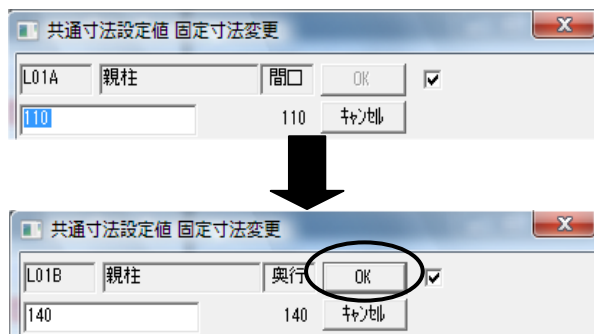 共通寸法設定値 固定寸法変更
L01A 親柱 間口 OK
110 110 ｷｬﾝｾﾙ
共通寸法設定値 固定寸法変更
L01B 親柱 奥行 OK
140 140 ｷｬﾝｾﾙ